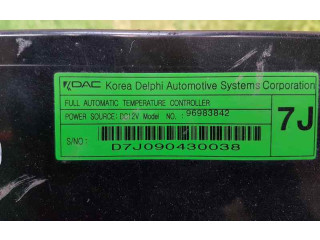 KDAC Korea Delphi Automotive Systems Corporation
FULL AUTOMATIC TEMPERATURE CONTROLLER
POWER SOURCE: DC12V Model NO. : 96983842
7J
S/NO :
D7J090430038